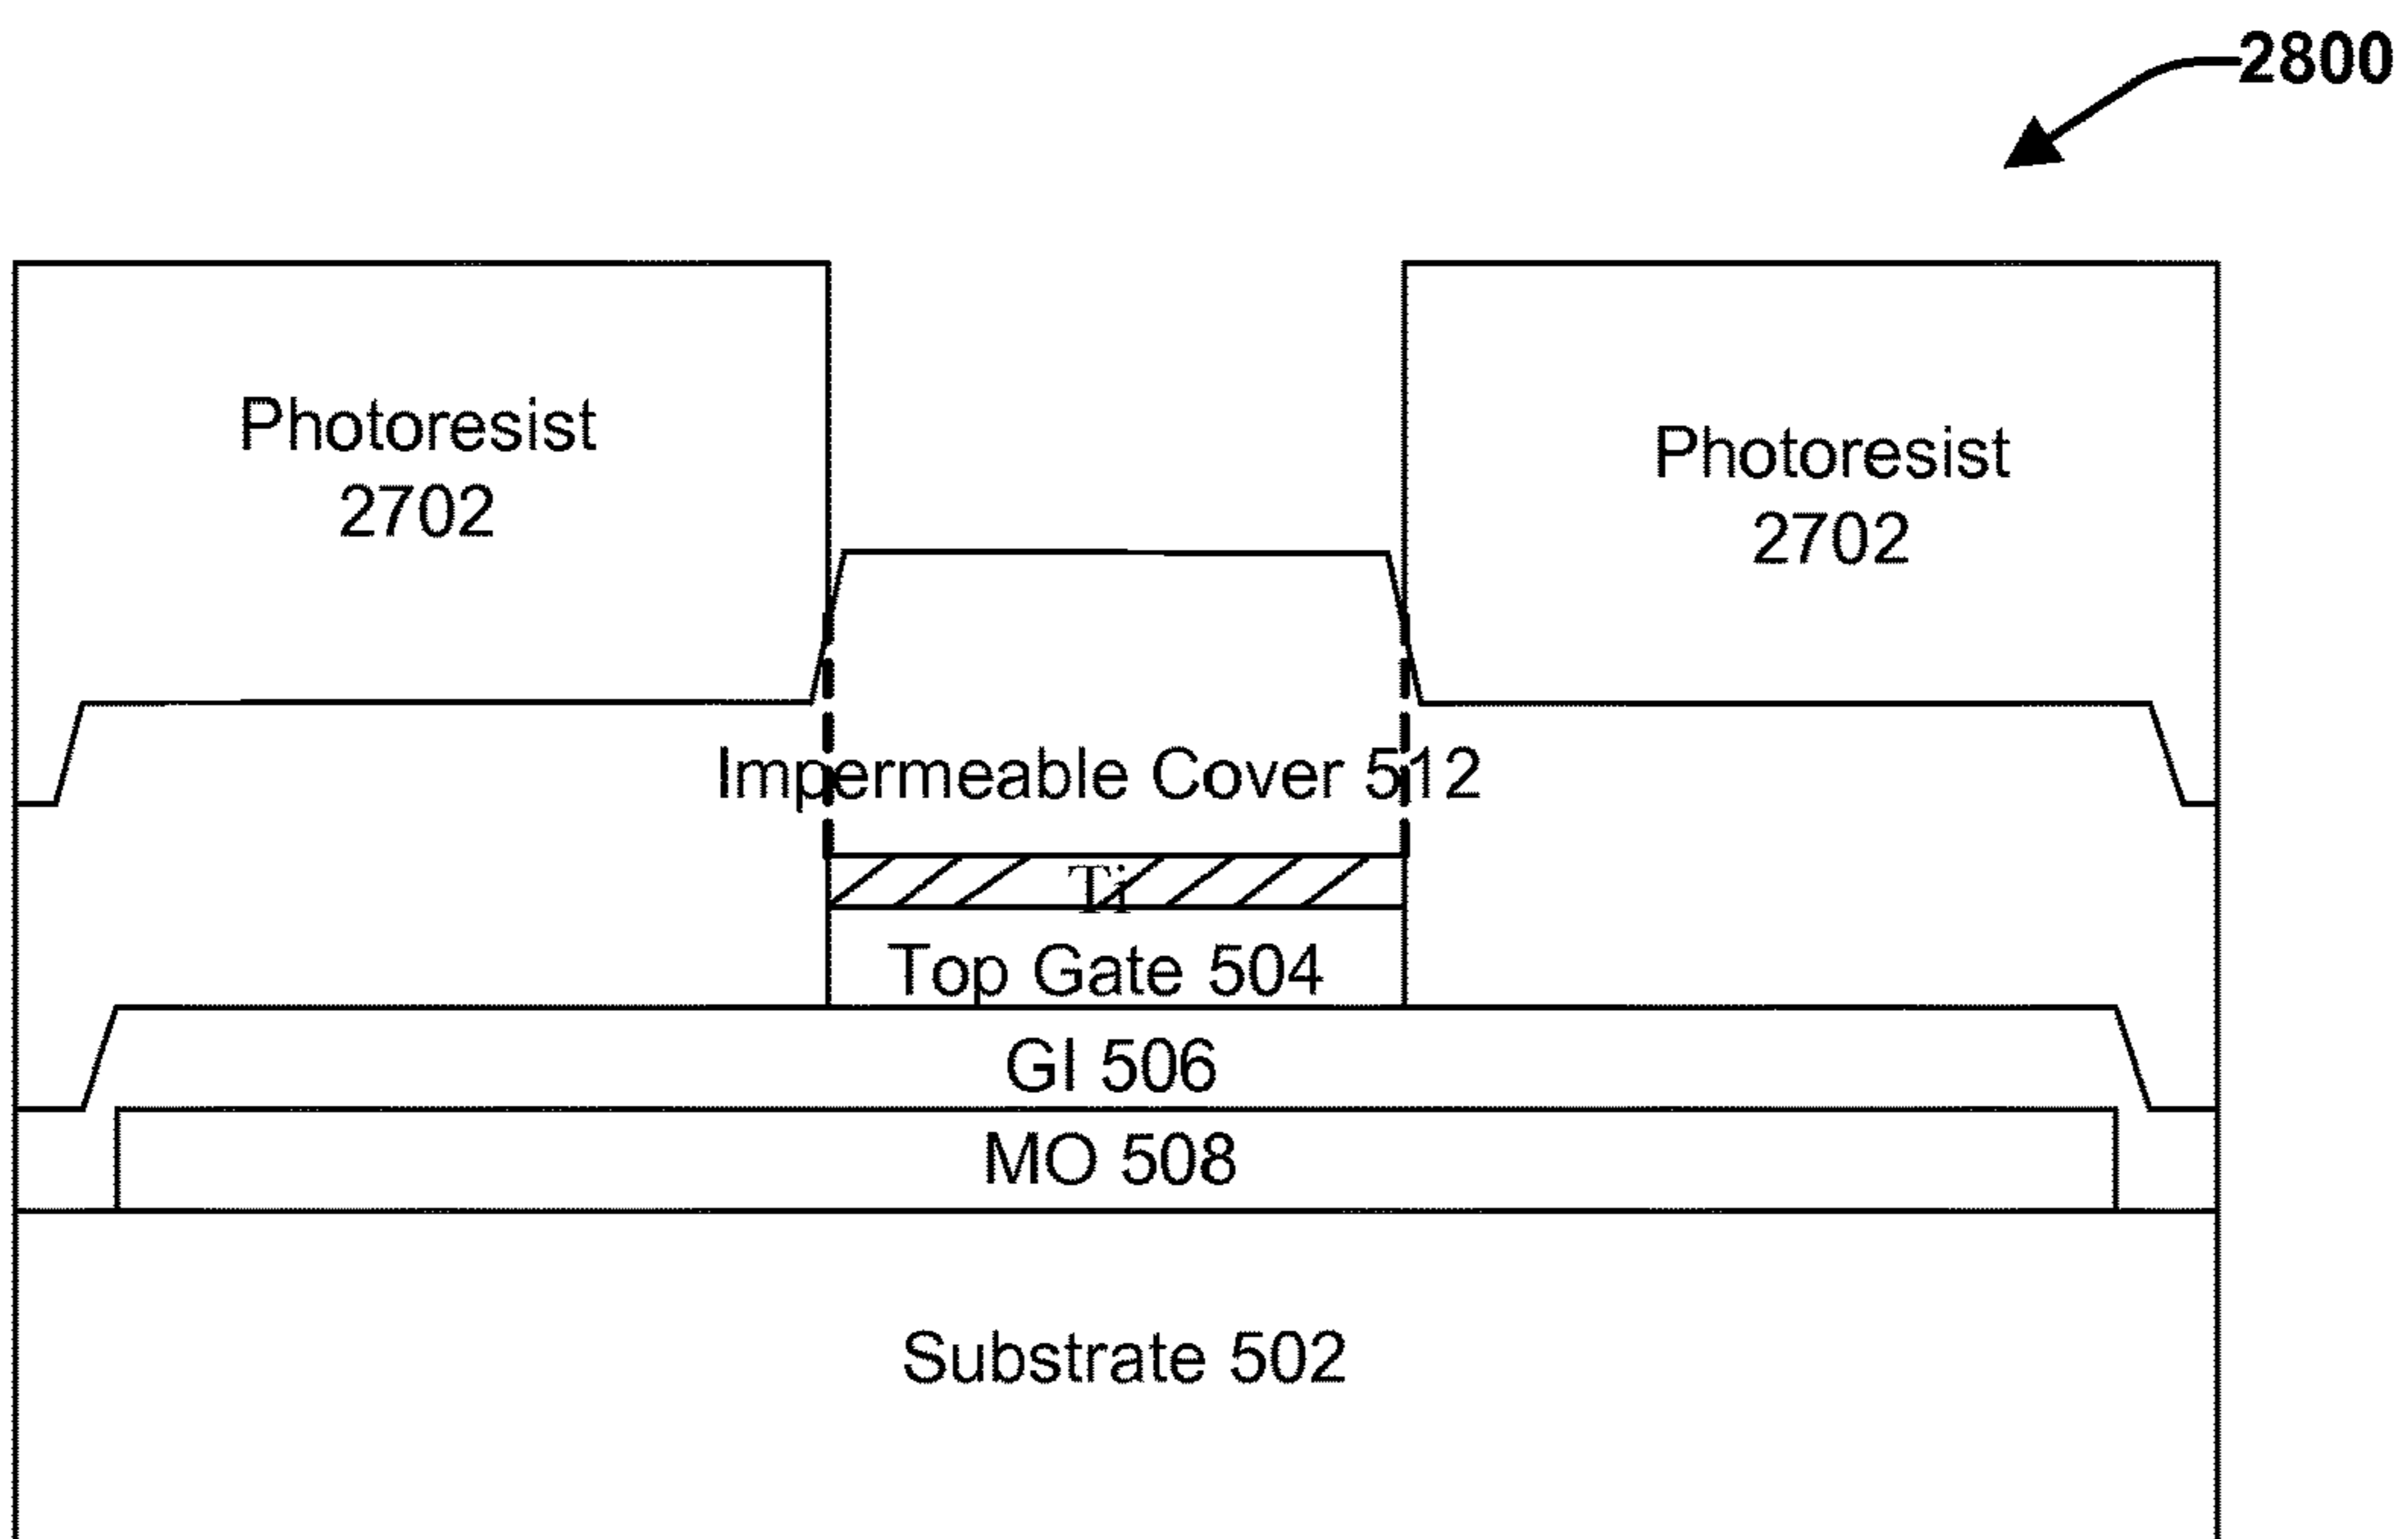 2800
Photoresist
2702
Photoresist
2702
Impermeable Cover 512
Ti
Top Gate 504
GI 506
MO 508
Substrate 502